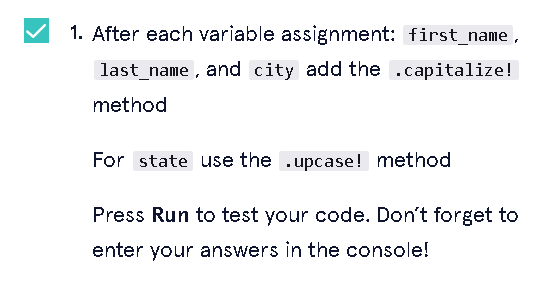 1. After each variable assignment: first_name,
last_name, and city add the .capitalize!
method
For state use the .upcase! method
Press Run to test your code. Don't forget to
enter your answers in the console!